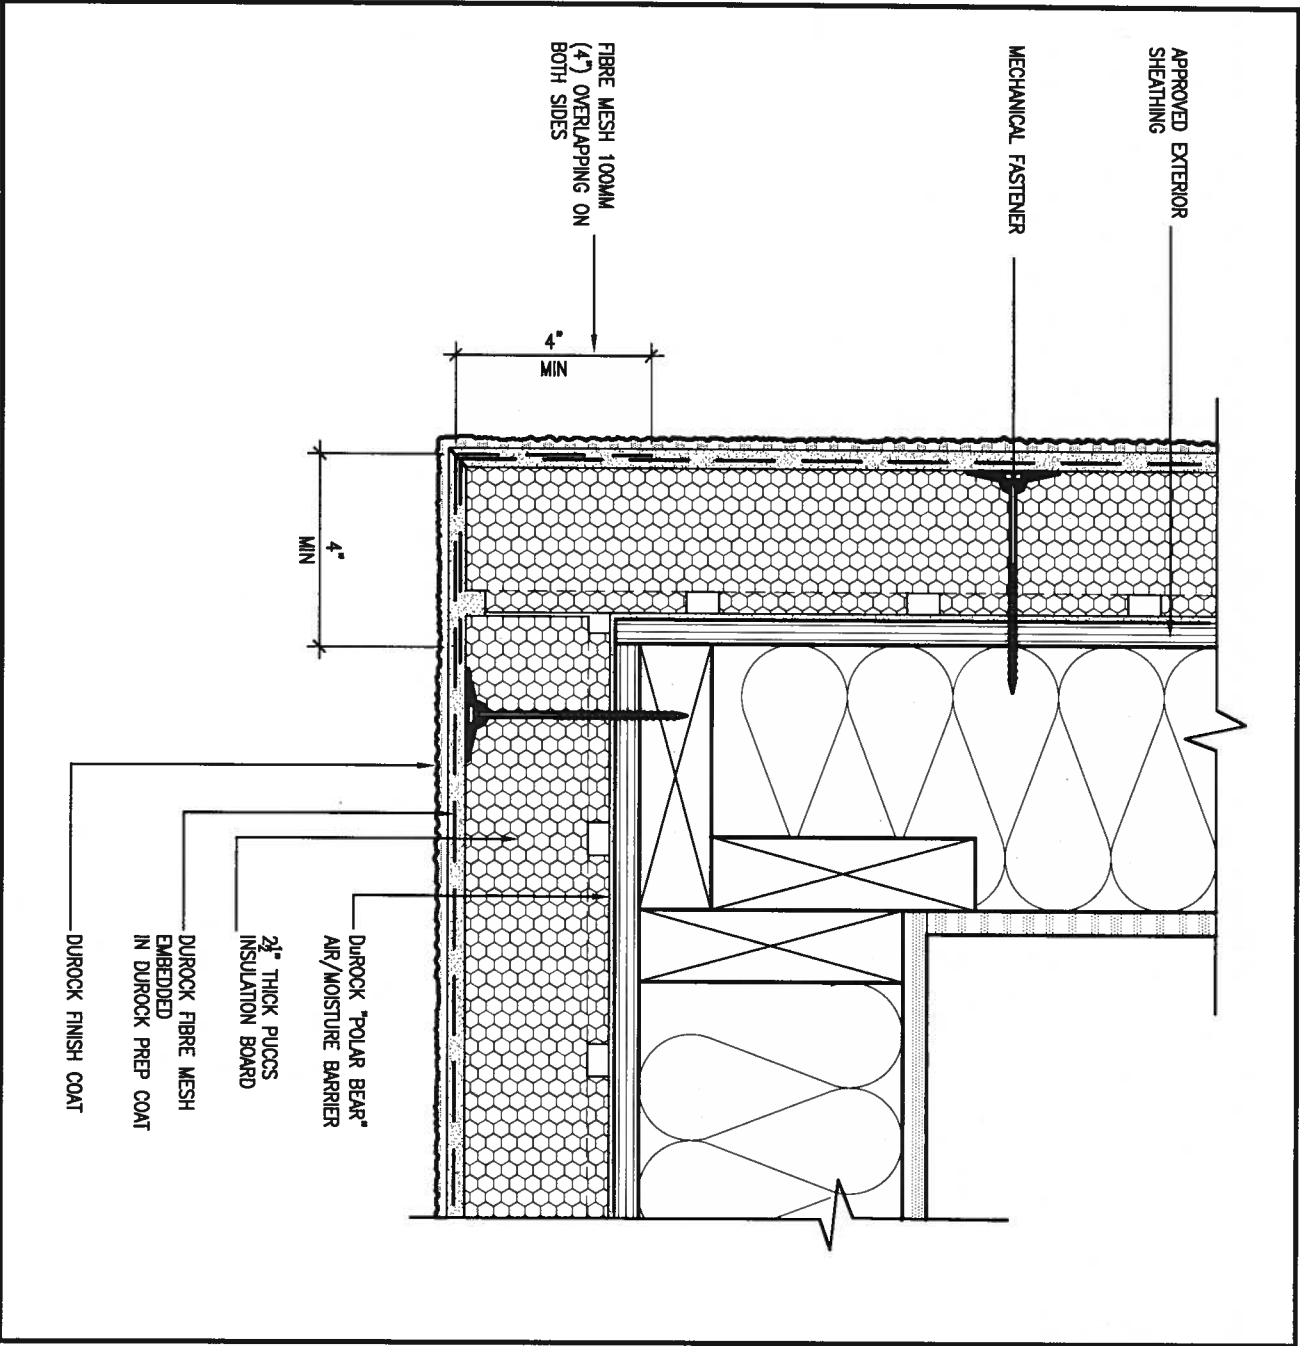 APPROVED EXTERIOR
SHEATHING
MECHANICAL FASTENER
FIBRE MESH 100MM
(4") OVERLAPPING ON
BOTH SIDES
4"
MIN
4"
MIN
DuROCK "POLAR BEAR"
AIR/MOISTURE BARRIER
2½" THICK PUCCS
INSULATION BOARD
DUROCK FIBRE MESH
EMBEDDED
IN DUROCK PREP COAT
DUROCK FINISH COAT